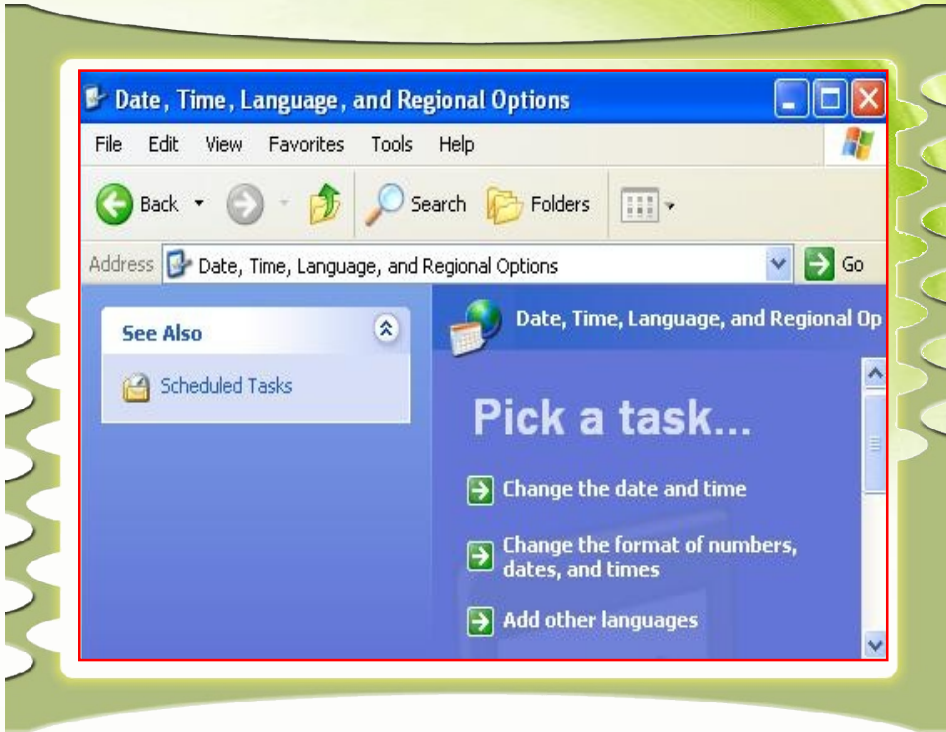 Date, Time, Language, and Regional Options
File Edit View Favorites Tools Help
Back Search Folders
Address Date, Time, Language, and Regional Options Go
See Also
Scheduled Tasks
Date, Time, Language, and Regional Op
Pick a task...
Change the date and time
Change the format of numbers,
dates, and times
Add other languages